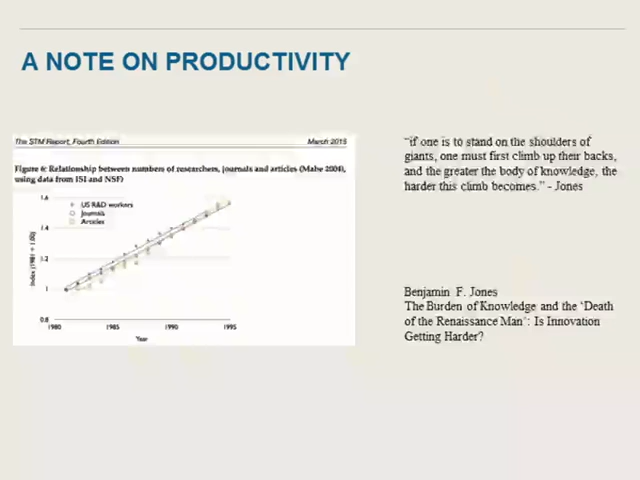 A NOTE ON PRODUCTIVITY
The STM Report, Fourth Edition March 2015
Figure 6: Relationship between numbers of researchers, journals and articles (Mabe 2004),
using data from ISI and NSF)
1.6
1.4
1.2
1
0.8
Index (1981 = 1.00)
US R&D workers
Journals
Articles
1980 1985 1990 1995
Year
"if one is to stand on the shoulders of
giants, one must first climb up their backs,
and the greater the body of knowledge, the
harder this climb becomes." - Jones
Benjamin F. Jones
The Burden of Knowledge and the ‘Death
of the Renaissance Man’: Is Innovation
Getting Harder?